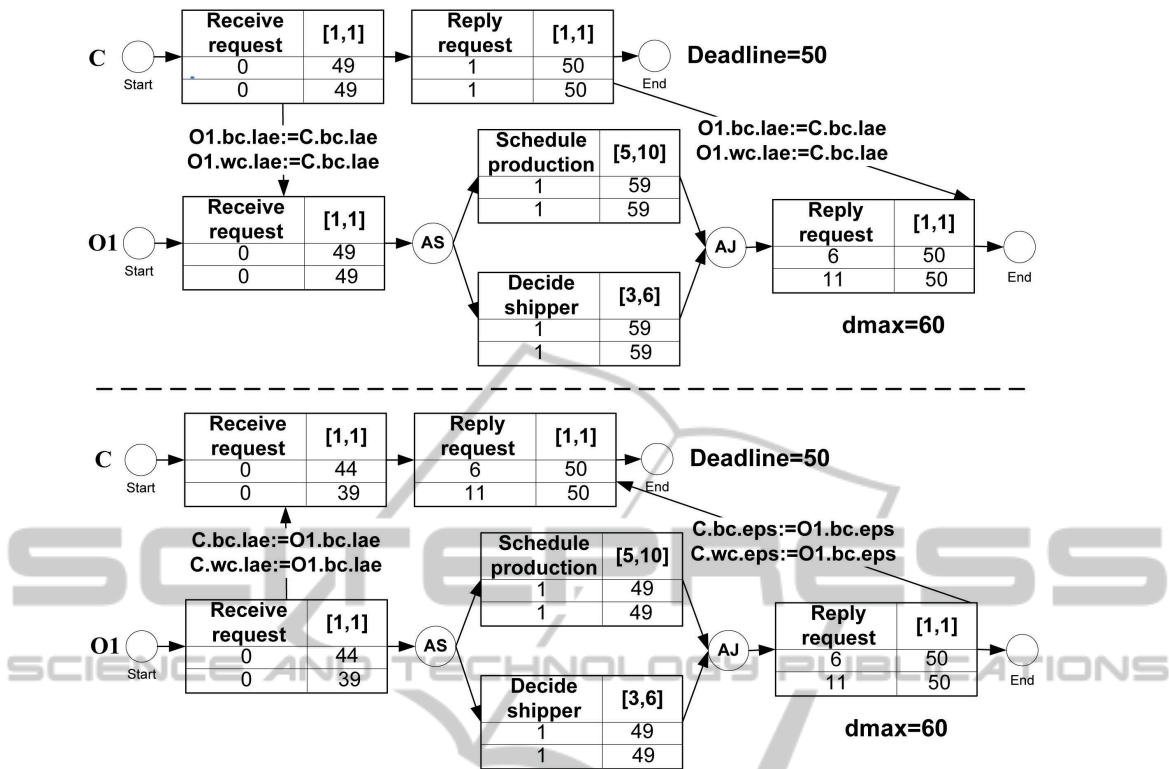 Receive request [1,1]
0 49
0 49
Reply request [1,1]
1 50
1 50
C
Start
End
Deadline=50
O1.bc.lae:=C.bc.lae
O1.wc.lae:=C.bc.lae
O1.bc.lae:=C.bc.lae
O1.wc.lae:=C.bc.lae
O1
Start
Receive request [1,1]
0 49
0 49
AS
Schedule production [5,10]
1 59
1 59
Decide shipper [3,6]
1 59
1 59
AJ
Reply request [1,1]
6 50
11 50
End
dmax=60
C
Start
Receive request [1,1]
0 44
0 39
Reply request [1,1]
6 50
11 50
End
Deadline=50
C.bc.lae:=O1.bc.lae
C.wc.lae:=O1.bc.lae
C.bc.eps:=O1.bc.eps
C.wc.eps:=O1.bc.eps
O1
Start
Receive request [1,1]
0 44
0 39
AS
Schedule production [5,10]
1 49
1 49
Decide shipper [3,6]
1 49
1 49
AJ
Reply request [1,1]
6 50
11 50
End
dmax=60
SCITEPRESS
SCIENCE AND TECHNOLOGY PUBLICATIONS